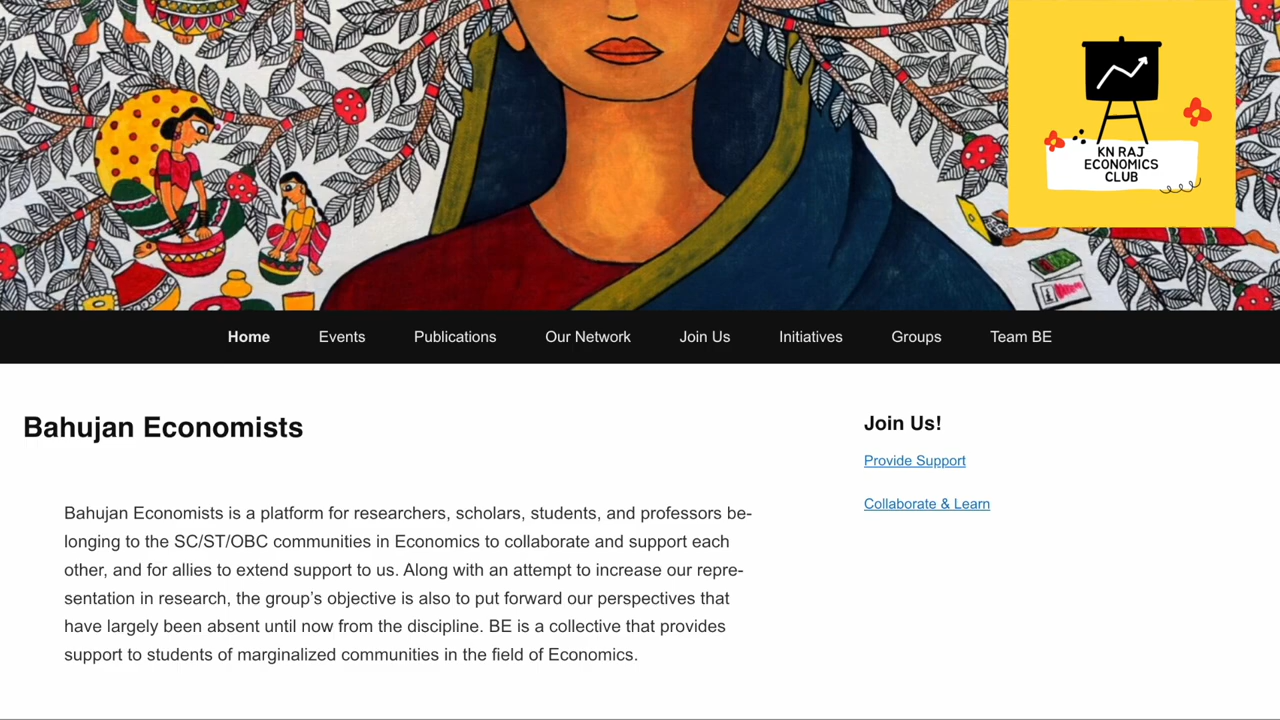 KN RAJ
ECONOMICS
CLUB
Home Events Publications Our Network Join Us Initiatives Groups Team BE
Bahujan Economists
Bahujan Economists is a platform for researchers, scholars, students, and professors be-
longing to the SC/ST/OBC communities in Economics to collaborate and support each
other, and for allies to extend support to us. Along with an attempt to increase our repre-
sentation in research, the group’s objective is also to put forward our perspectives that
have largely been absent until now from the discipline. BE is a collective that provides
support to students of marginalized communities in the field of Economics.
Join Us!
Provide Support
Collaborate & Learn